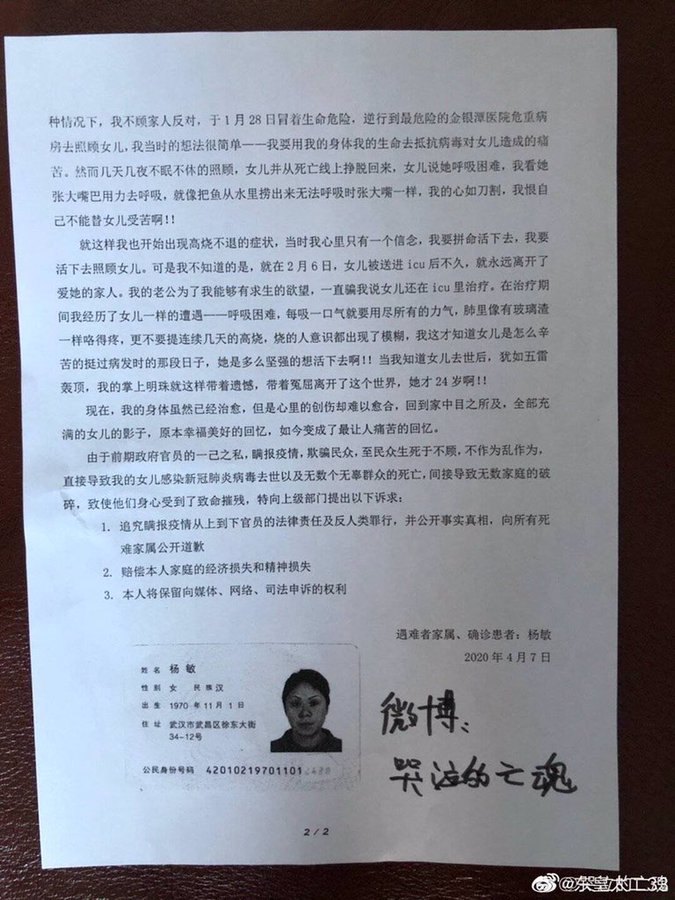 种情况下，我不顾家人反对，于1月28日冒着生命危险，逆行到最危险的金银潭医院危重病
房去照顾女儿，我当时的想法很简单——我要用我的身体我的生命去抵抗病毒对女儿造成的痛
苦。然而几天几夜不眠不休的照顾，女儿并从死亡线上挣脱回来，女儿说她呼吸困难，我看她
张大嘴巴用力去呼吸，就像把鱼从水里捞出来无法呼吸时张大嘴一样，我的心如刀割，我恨自
己不能替女儿受苦啊!!
就这样我也开始出现高烧不退的症状，当时我心里只有一个信念，我要拼命活下去，我要
活下去照顾女儿。可是我不知道的是，就在2月6日，女儿被送进icu后不久，就永远离开了
爱她的家人。我的老公为了我能够有求生的欲望，一直骗我说女儿还在icu里治疗。在治疗期
间我经历了女儿一样的遭遇——呼吸困难，每吸一口气就要用尽所有的力气，肺里像有玻璃渣
一样咯得疼，更不要提连续几天的高烧，烧的人意识都出现了模糊，我这才知道女儿是怎么辛
苦的挺过病发时的那段日子，她是多么坚强的想活下去啊!! 当我知道女儿去世后，犹如五雷
轰顶，我的掌上明珠就这样带着遗憾，带着冤屈离开了这个世界，她才24岁啊!!
现在，我的身体虽然已经治愈，但是心里的创伤却难以愈合，回到家中目之所及，全部充
满的女儿的影子，原本幸福美好的回忆，如今变成了最让人痛苦的回忆。
由于前期政府官员的一己之私，瞒报疫情，欺骗民众，至民众生死于不顾，不作为乱作为，
直接导致我的女儿感染新冠肺炎病毒去世以及无数个无辜群众的死亡，间接导致无数家庭的破
碎，致使他们身心受到了致命摧残，特向上级部门提出以下诉求：
1. 追究瞒报疫情从上到下官员的法律责任及反人类罪行，并公开事实真相，向所有死
难家属公开道歉
2. 赔偿本人家庭的经济损失和精神损失
3. 本人将保留向媒体、网络、司法申诉的权利
遇难者家属、确诊患者：杨敏
2020年4月7日
姓名 杨敏
性别 女 民族 汉
出生 1970年11月1日
住址 武汉市武昌区徐东大街
34-12号
公民身份号码 42010219701101
微博：
哭泣的亡魂
2 / 2